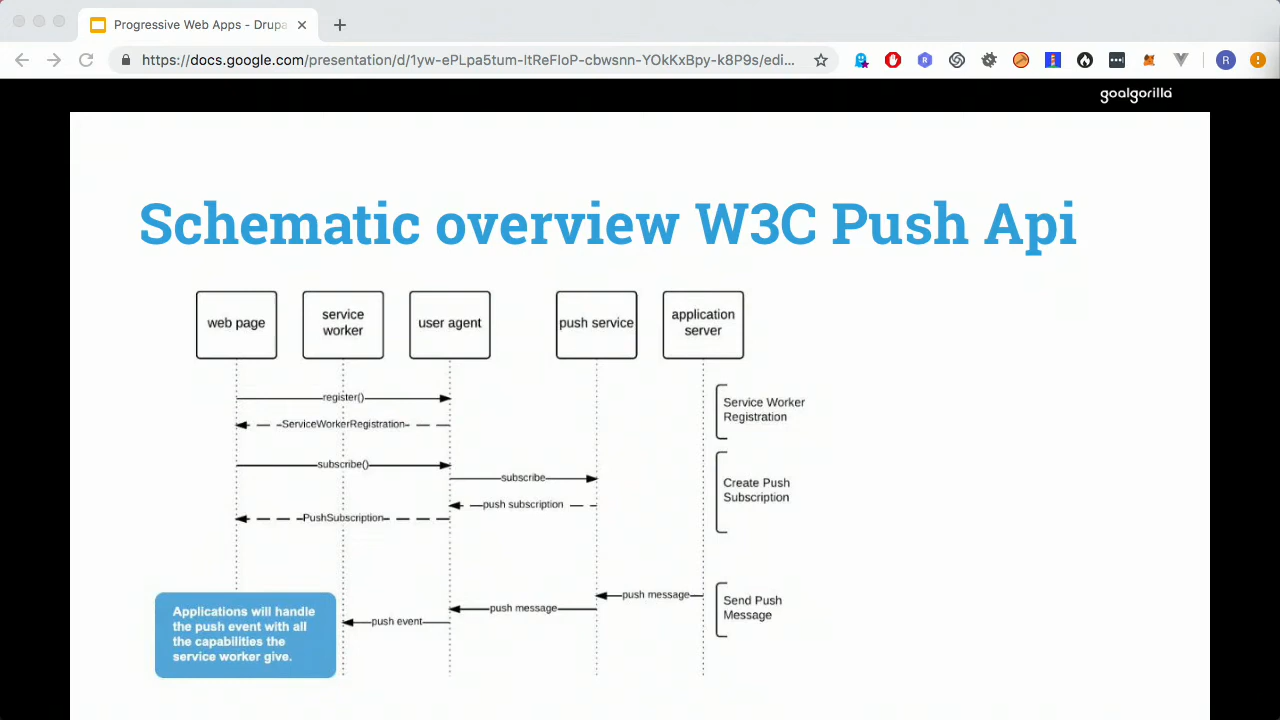 Progressive Web Apps - Drupa
https://docs.google.com/presentation/d/1yw-ePLpa5tum-ItReFIoP-cbwsnn-YOkKxBpy-k8P9s/edi...
R
R
goalgorilla
Schematic overview W3C Push Api
web page
service
worker
user agent
push service
application
server
register()
ServiceWorkerRegistration
Service Worker
Registration
subscribe()
subscribe
push subscription
PushSubscription
Create Push
Subscription
push message
push message
push event
Send Push
Message
Applications will handle
the push event with all
the capabilities the
service worker give.